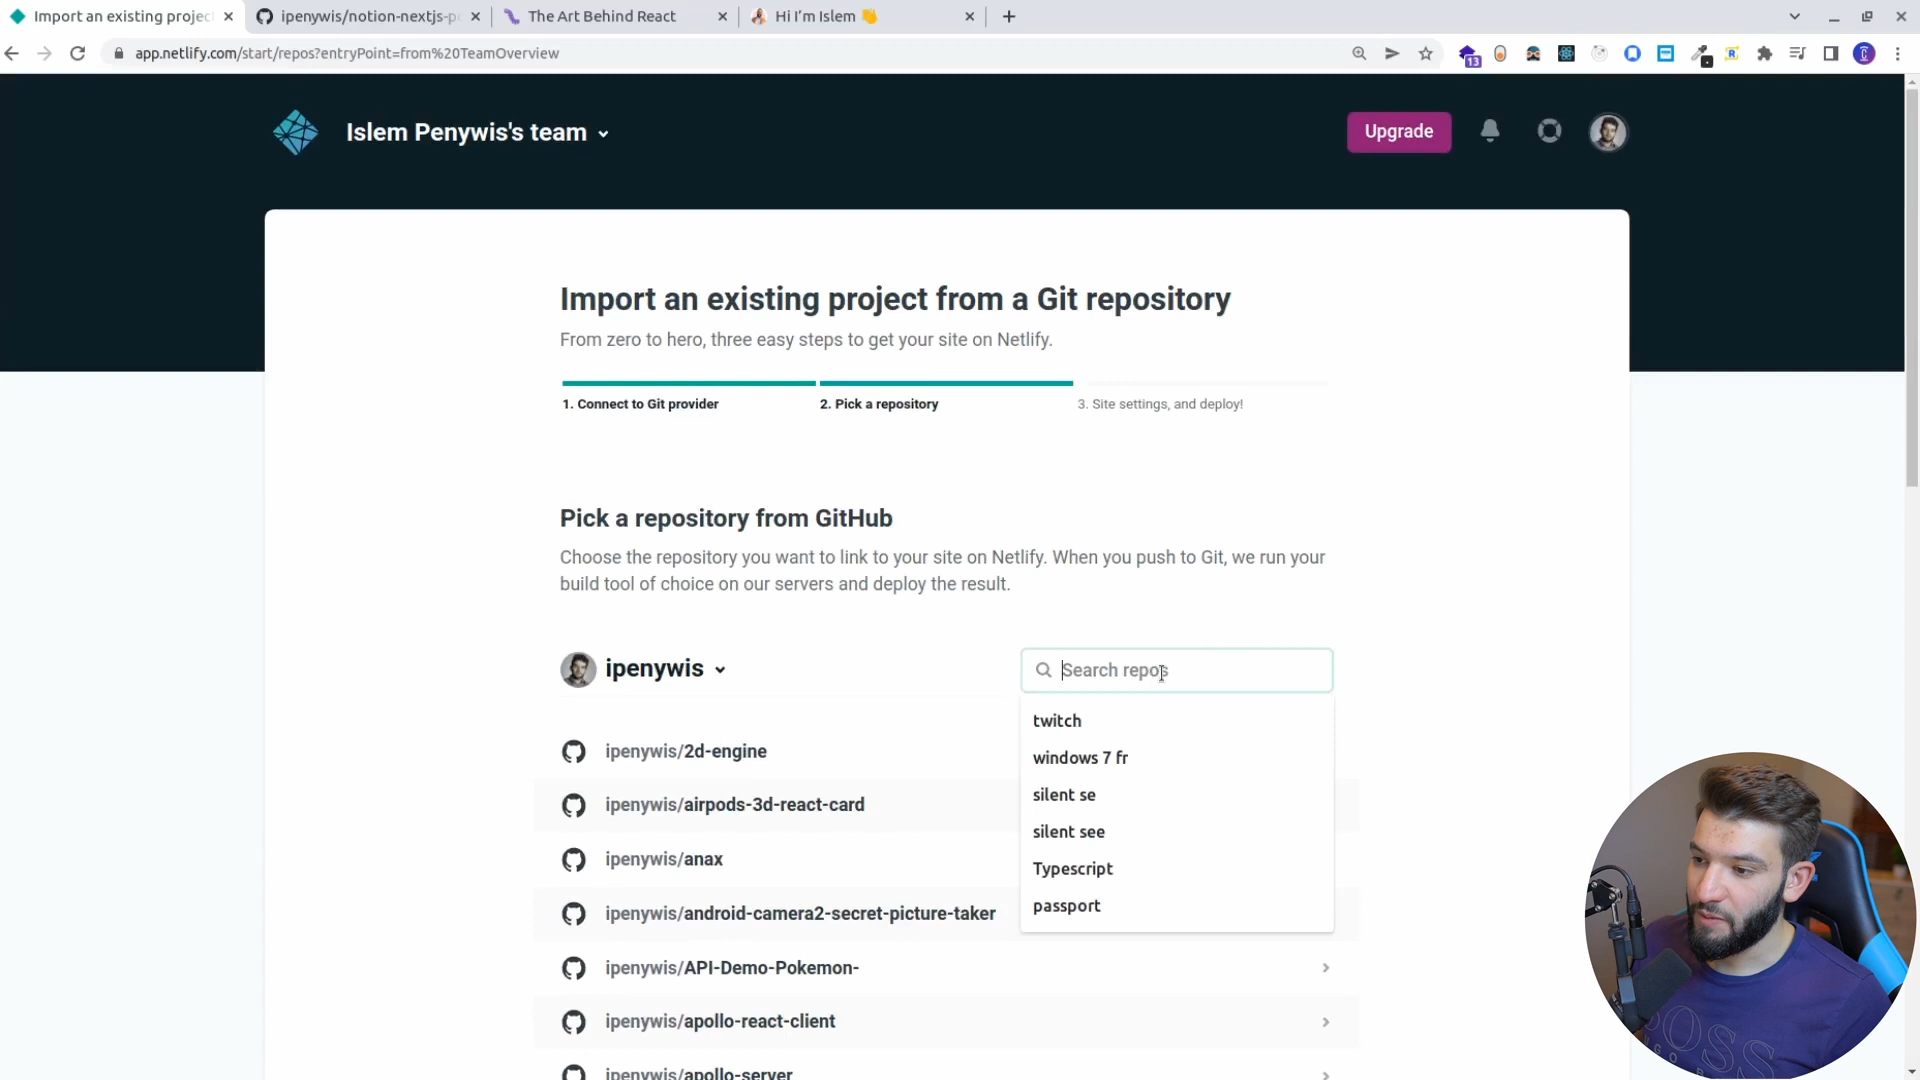 Import an existing projec
ipenywis/notion-nextjs-p
The Art Behind React
Hi I'm Islem 👋
app.netlify.com/start/repos?entryPoint=from%20TeamOverview
13
Islem Penywis's team
Upgrade
Import an existing project from a Git repository
From zero to hero, three easy steps to get your site on Netlify.
1. Connect to Git provider
2. Pick a repository
3. Site settings, and deploy!
Pick a repository from GitHub
Choose the repository you want to link to your site on Netlify. When you push to Git, we run your
build tool of choice on our servers and deploy the result.
ipenywis
Search repos
twitch
windows 7 fr
silent se
silent see
Typescript
passport
ipenywis/2d-engine
ipenywis/airpods-3d-react-card
ipenywis/anax
ipenywis/android-camera2-secret-picture-taker
ipenywis/API-Demo-Pokemon-
ipenywis/apollo-react-client
ipenywis/apollo-server